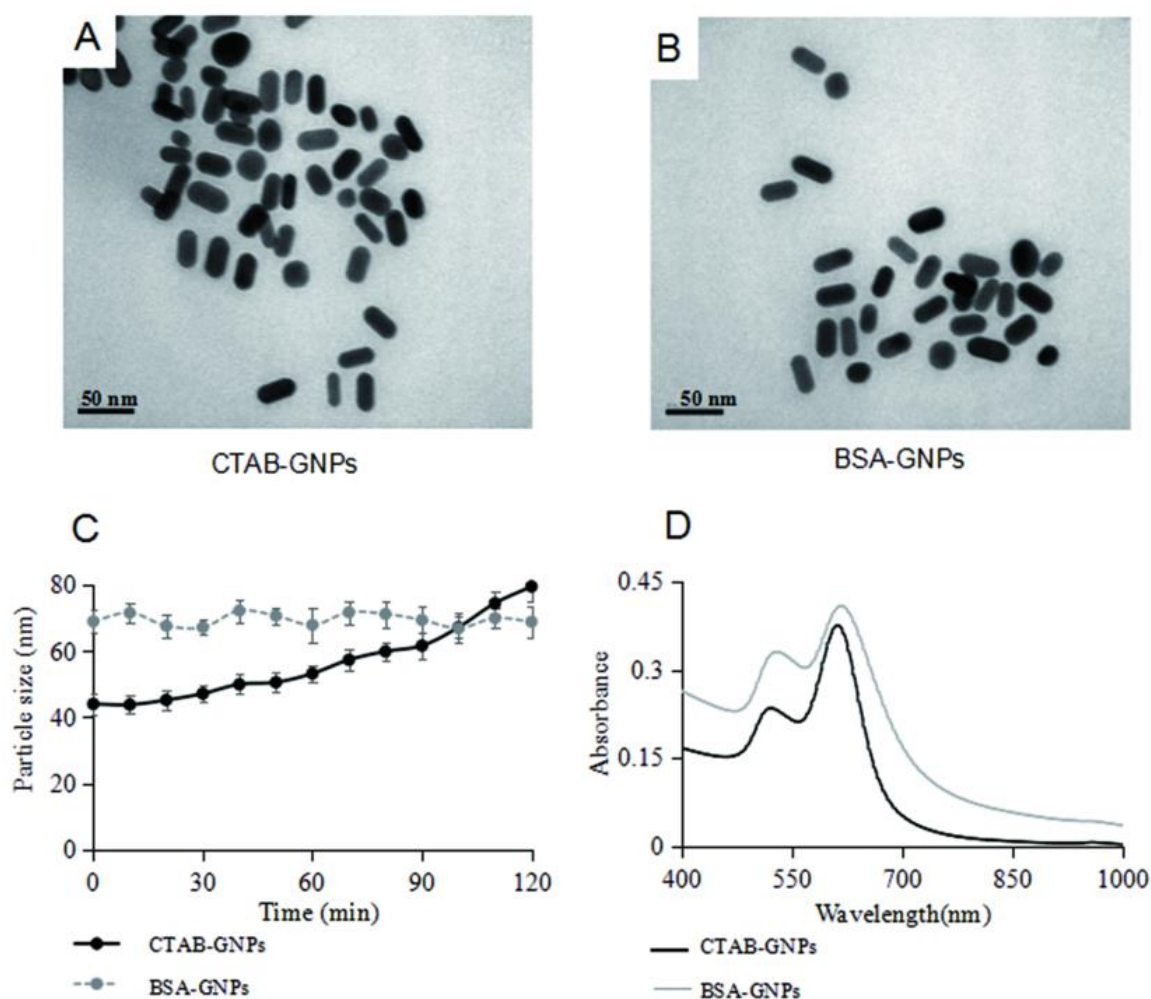 A
B
50 nm
50 nm
CTAB-GNPs
BSA-GNPs
C
D
80
60
40
20
0
Particle size (nm)
0 30 60 90 120
Time (min)
CTAB-GNPs
BSA-GNPs
0.45
0.3
0.15
0
Absorbance
400 550 700 850 1000
Wavelength(nm)
CTAB-GNPs
BSA-GNPs